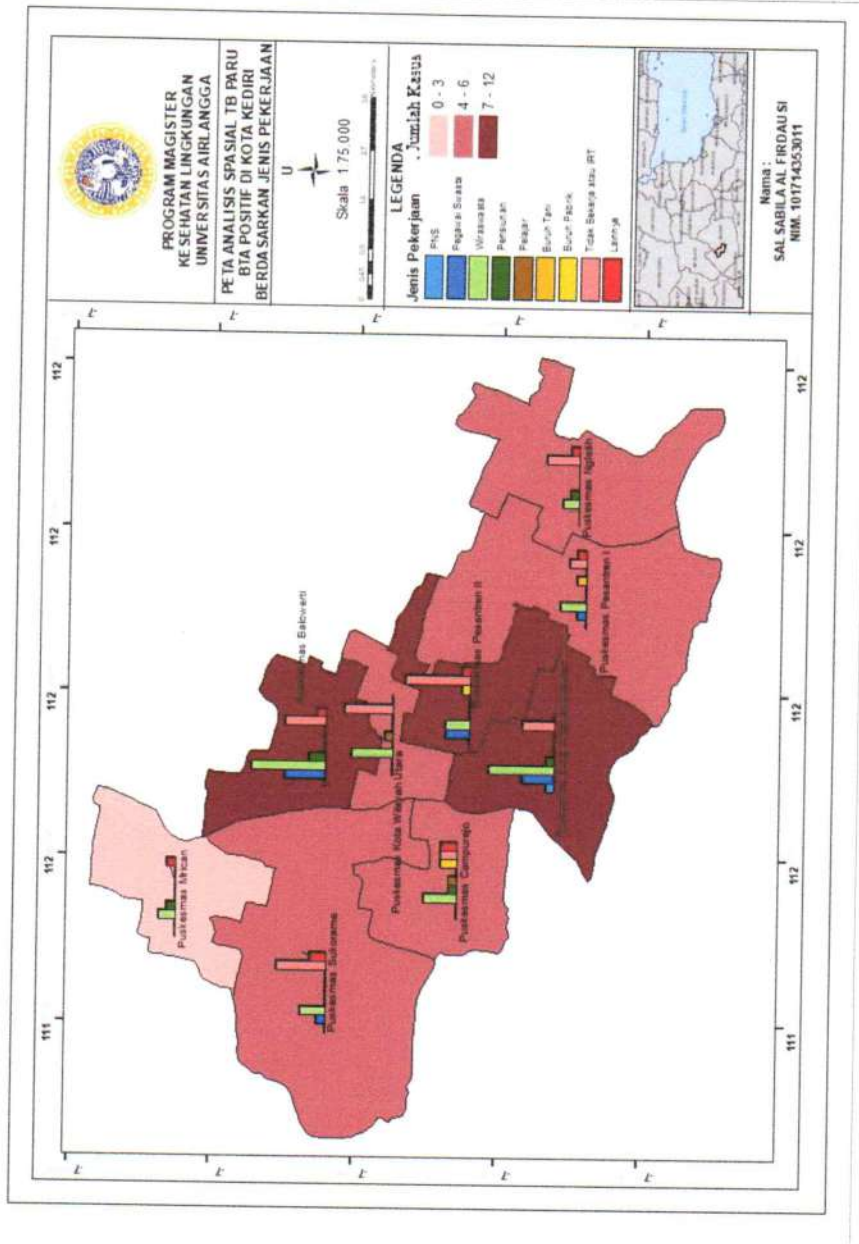 PROGRAM MAGISTER
KESEHATAN LINGKUNGAN
UNIVERSITAS AIRLANGGA
PETA ANALISIS SPASIAL TB PARU
BTA POSITIF DI KOTA KEDIRI
BERDASARKAN JENIS PEKERJAAN
U
Skala 1:75.000
LEGENDA
Jenis Pekerjaan
PNS
Pegawai Swasta
Wiraswasta
Pensiunan
Pelajar
Buruh Tani
Buruh Pabrik
Tidak Bekerja atau IRT
Lainnya
Jumlah Kasus
0 - 3
4 - 6
7 - 12
Nama :
SALSABILA AL FIRDAUSI
NIM. 101714353011
111
112
112
112
112
111
112
112
112
112
Puskesmas Mrican
Puskesmas Sukorame
Balowerti
Puskesmas Kota Wilayah Utara
Puskesmas Campurejo
Pesantren II
Puskesmas Pesantren I
Puskesmas Ngletih